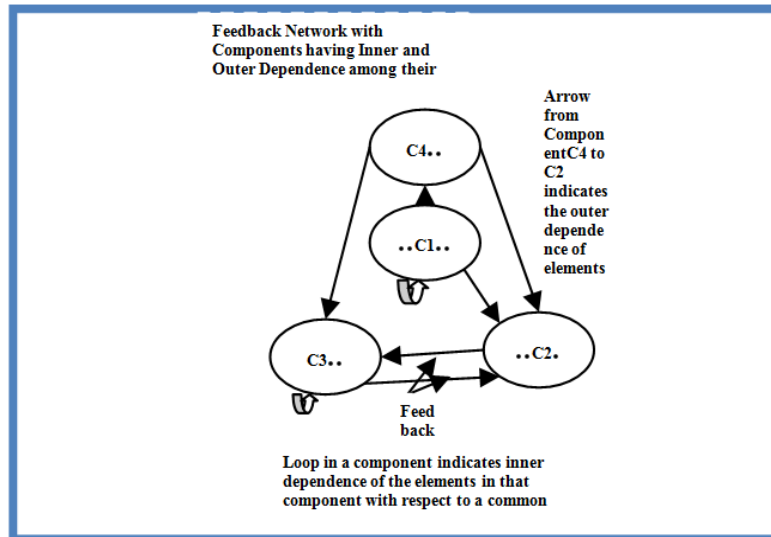 Feedback Network with
Components having Inner and
Outer Dependence among their
Arrow
from
Compon
entC4 to
C2
indicates
the outer
depende
nce of
elements
C4..
..C1..
C3..
..C2.
Feed
back
Loop in a component indicates inner
dependence of the elements in that
component with respect to a common